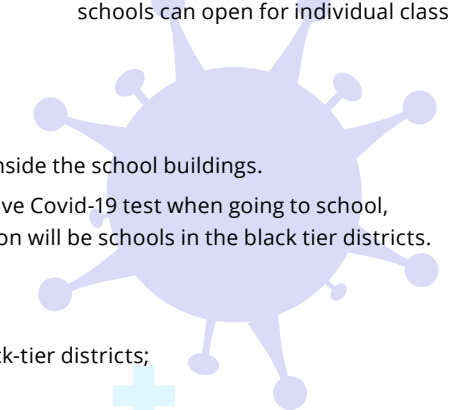 schools can open for individual class
nside the school buildings.
ve Covid-19 test when going to school,
on will be schools in the black tier districts.
ck-tier districts;